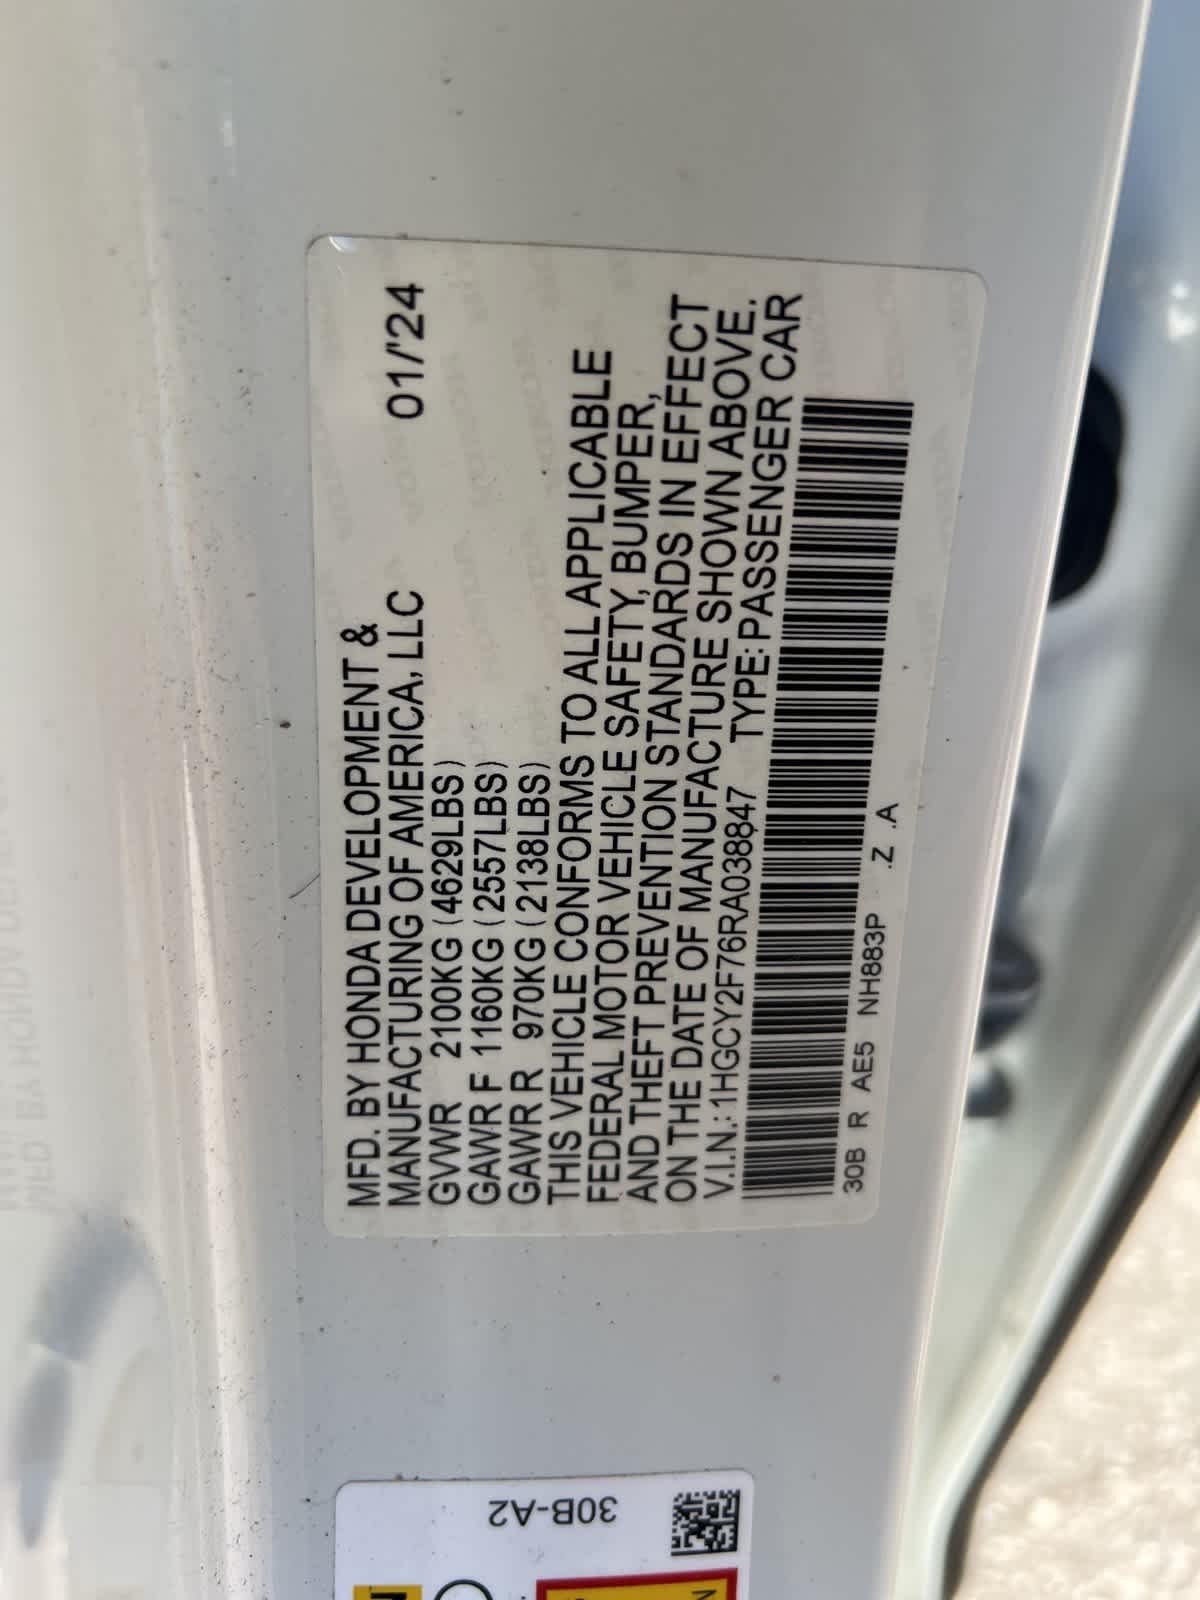 MFD. BY HONDA DEVELOPMENT &
MANUFACTURING OF AMERICA, LLC 01/'24
GVWR 2100KG (4629LBS)
GAWR F 1160KG (2557LBS)
GAWR R 970KG (2138LBS)
THIS VEHICLE CONFORMS TO ALL APPLICABLE
FEDERAL MOTOR VEHICLE SAFETY, BUMPER,
AND THEFT PREVENTION STANDARDS IN EFFECT
ON THE DATE OF MANUFACTURE SHOWN ABOVE.
V.I.N.: 1HGCY2F76RA038847 TYPE: PASSENGER CAR
30B R AE5 NH883P .Z .A
30B-A2